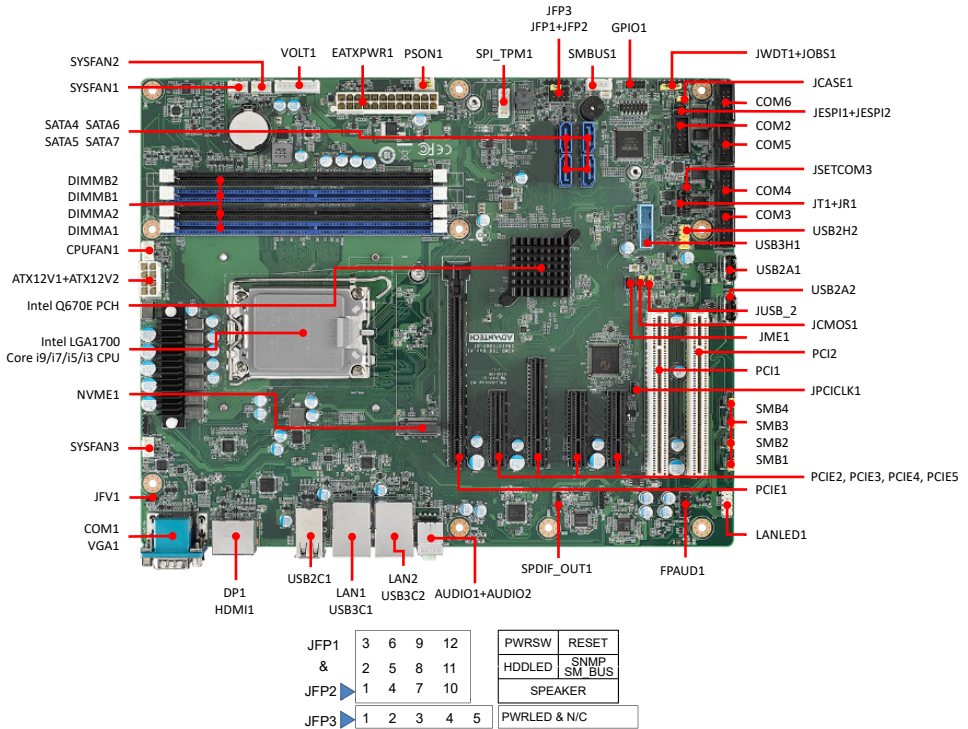 JFP3
JFP1+JFP2
GPIO1
VOLT1
EATXPWR1
PSON1
SPI_TPM1
SMBUS1
JWDT1+JOBS1
SYSFAN2
SYSFAN1
JCASE1
COM6
JESPI1+JESPI2
COM2
COM5
SATA4 SATA6
SATA5 SATA7
JSETCOM3
COM4
JT1+JR1
COM3
USB2H2
USB3H1
DIMMB2
DIMMB1
DIMMA2
DIMMA1
CPUFAN1
ATX12V1+ATX12V2
Intel Q670E PCH
Intel LGA1700
Core i9/i7/i5/i3 CPU
NVME1
USB2A1
USB2A2
JUSB_2
JCMOS1
JME1
PCI2
PCI1
JPCICLK1
ADVANTECH
SMB4
SMB3
SMB2
SMB1
SYSFAN3
PCIE2, PCIE3, PCIE4, PCIE5
PCIE1
JFV1
COM1
VGA1
LANLED1
DP1
HDMI1
USB2C1
LAN1
USB3C1
LAN2
USB3C2
AUDIO1+AUDIO2
SPDIF_OUT1
FPAUD1
JFP1 3 6 9 12
& 2 5 8 11
JFP2 1 4 7 10
JFP3 1 2 3 4 5
PWRSW RESET
HDDLED SNMP
SM_BUS
SPEAKER
PWRLED & N/C